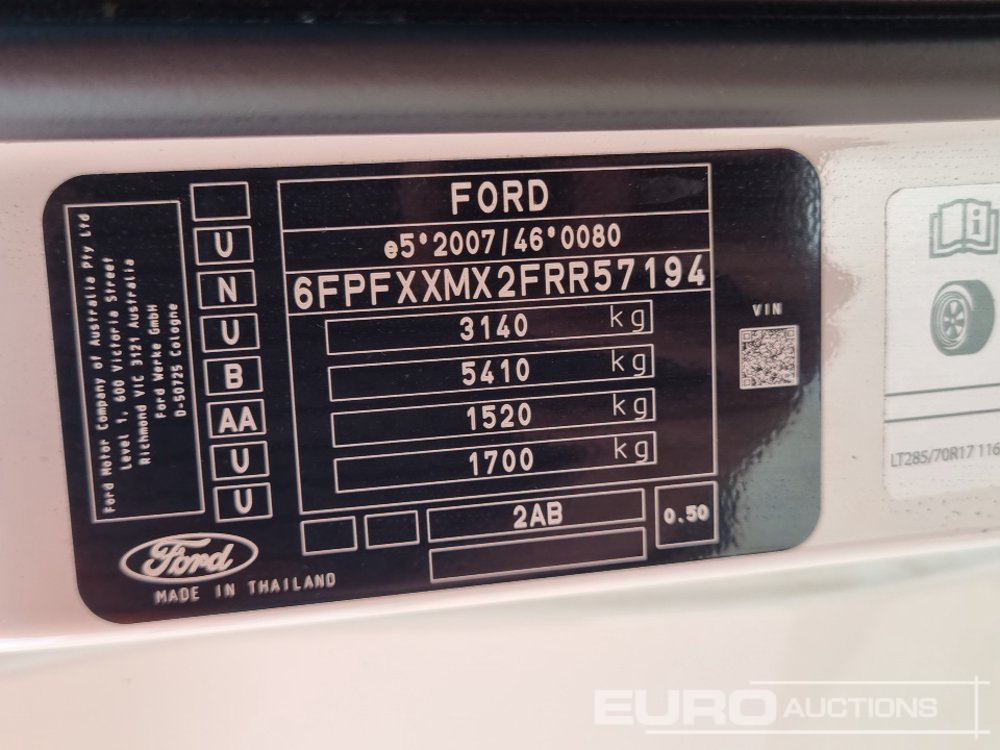 Ford Motor Company of Australia Pty Ltd
Level 1, 600 Victoria Street
Richmond VIC 3121 Australia
Ford Werke GmbH
D-50725 Cologne
U
N
U
B
AA
U
U
FORD
e5*2007/46*0080
6FPFXXMX2FRR57194
3140 kg
5410 kg
1520 kg
1700 kg
2AB
0.50
Ford
MADE IN THAILAND
VIN
LT285/70R17 116
EURO AUCTIONS